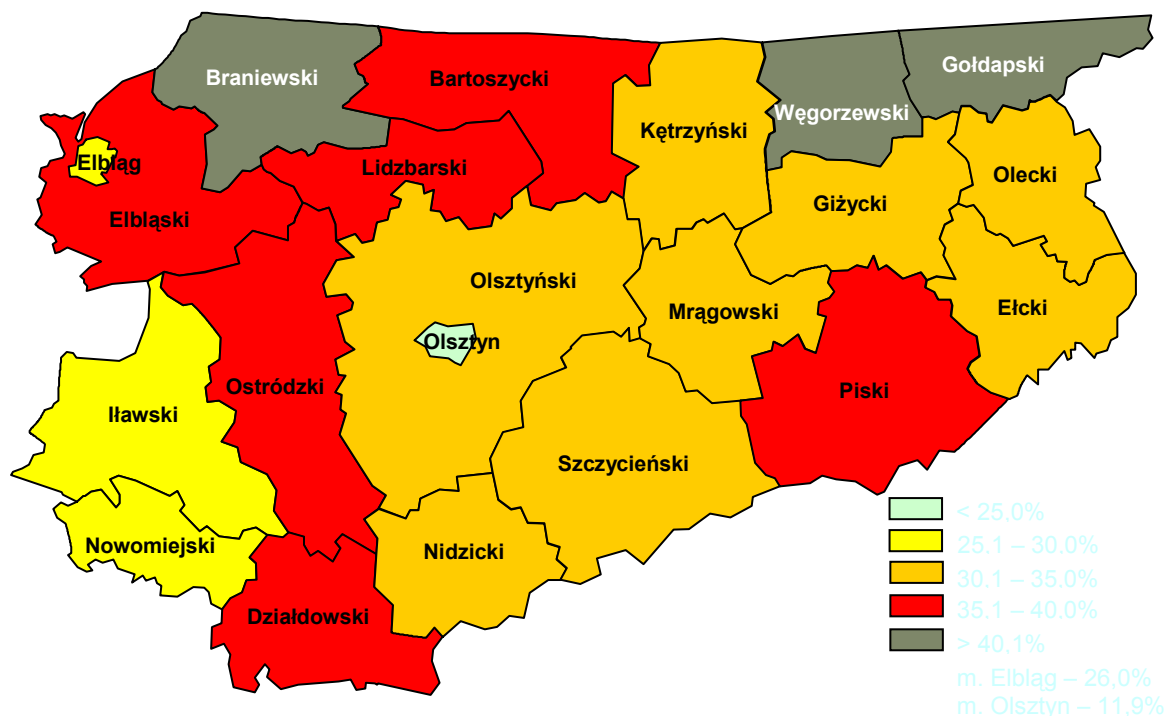 Braniewski
Bartoszycki
Gołdapski
Węgorzewski
Kętrzyński
Elbląg
Lidzbarski
Olecki
Elbląski
Giżycki
Olsztyński
Mrągowski
Ełcki
Olsztyn
Ostródzki
Piski
Iławski
Szczycieński
Nowomiejski
Nidzicki
Działdowski
< 25.0%
25.1 – 30.0%
30.1 – 35.0%
35.1 – 40.0%
> 40,1%
m. Elbląg – 26,0%
m. Olsztyn – 11,9%